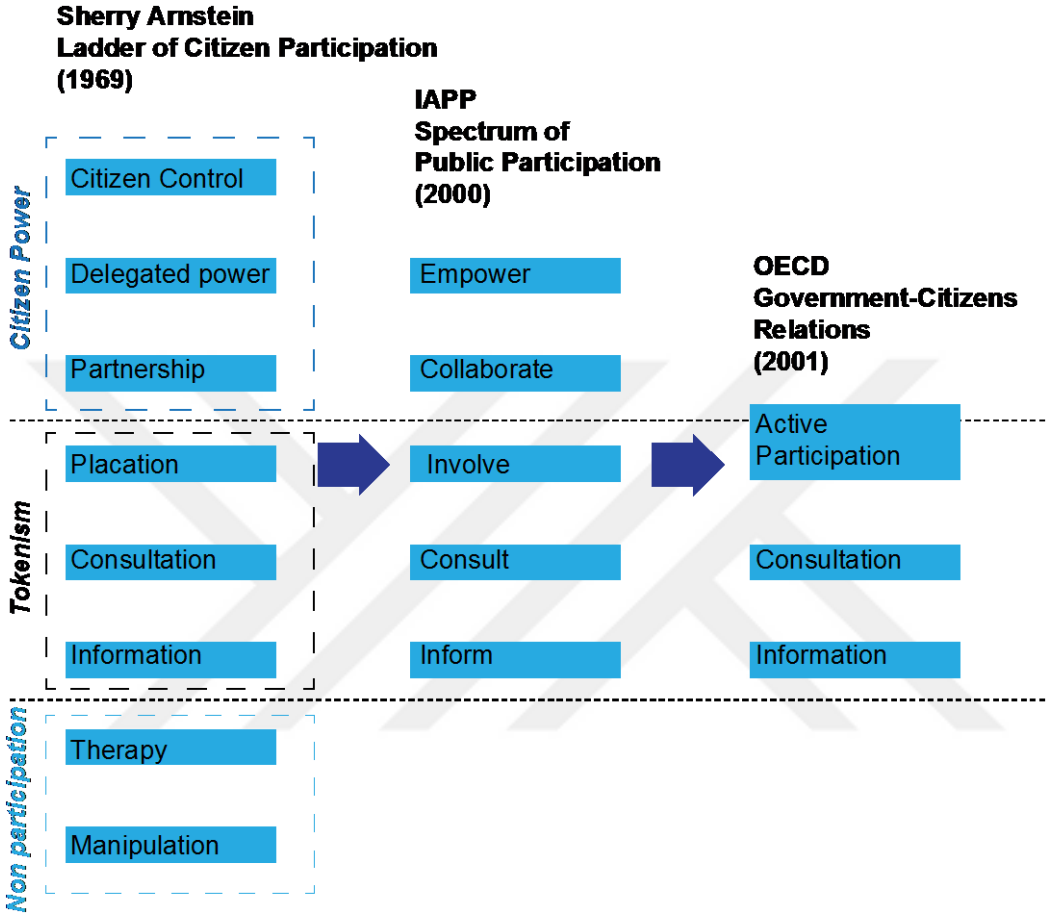 Sherry Arnstein
Ladder of Citizen Participation
(1969)
Citizen Power
Citizen Control
Delegated power
Partnership
Tokenism
Placation
Consultation
Information
Non participation
Therapy
Manipulation
IAPP
Spectrum of
Public Participation
(2000)
Empower
Collaborate
Involve
Consult
Inform
OECD
Government-Citizens
Relations
(2001)
Active
Participation
Consultation
Information